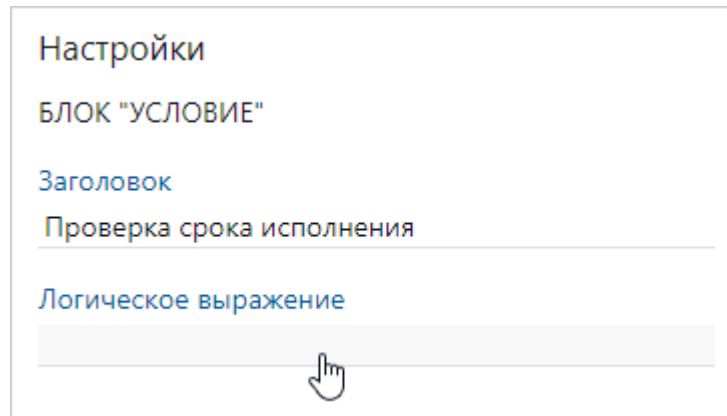 Настройки
БЛОК "УСЛОВИЕ"
Заголовок
Проверка срока исполнения
Логическое выражение